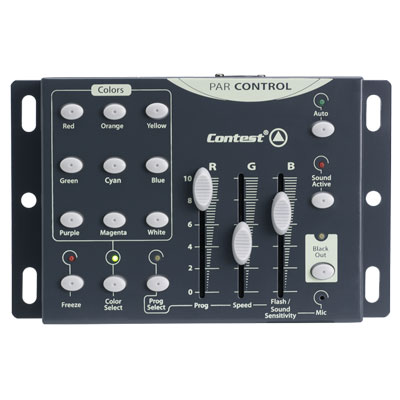 PAR CONTROL
Colors
Red Orange Yellow
Auto
Contest®
R G B
Green Cyan Blue
10
8
6
4
2
0
Sound
Active
Purple Magenta White
Black
Out
Freeze
Color
Select
Prog
Select
Prog
Speed
Flash /
Sound
Sensitivity
Mic